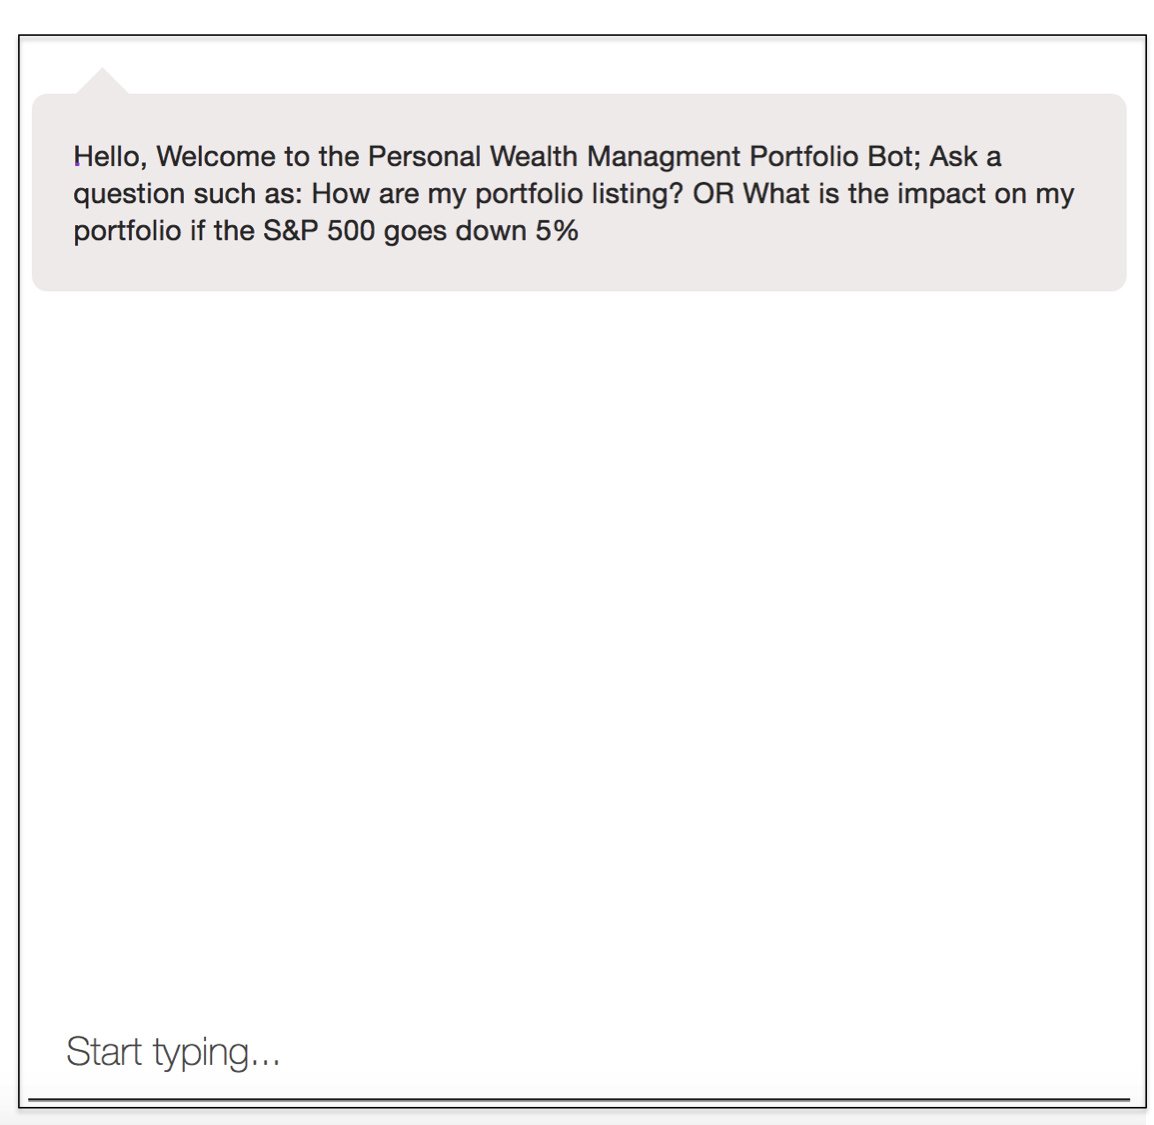 Hello, Welcome to the Personal Wealth Managment Portfolio Bot; Ask a
question such as: How are my portfolio listing? OR What is the impact on my
portfolio if the S&P 500 goes down 5%
Start typing...